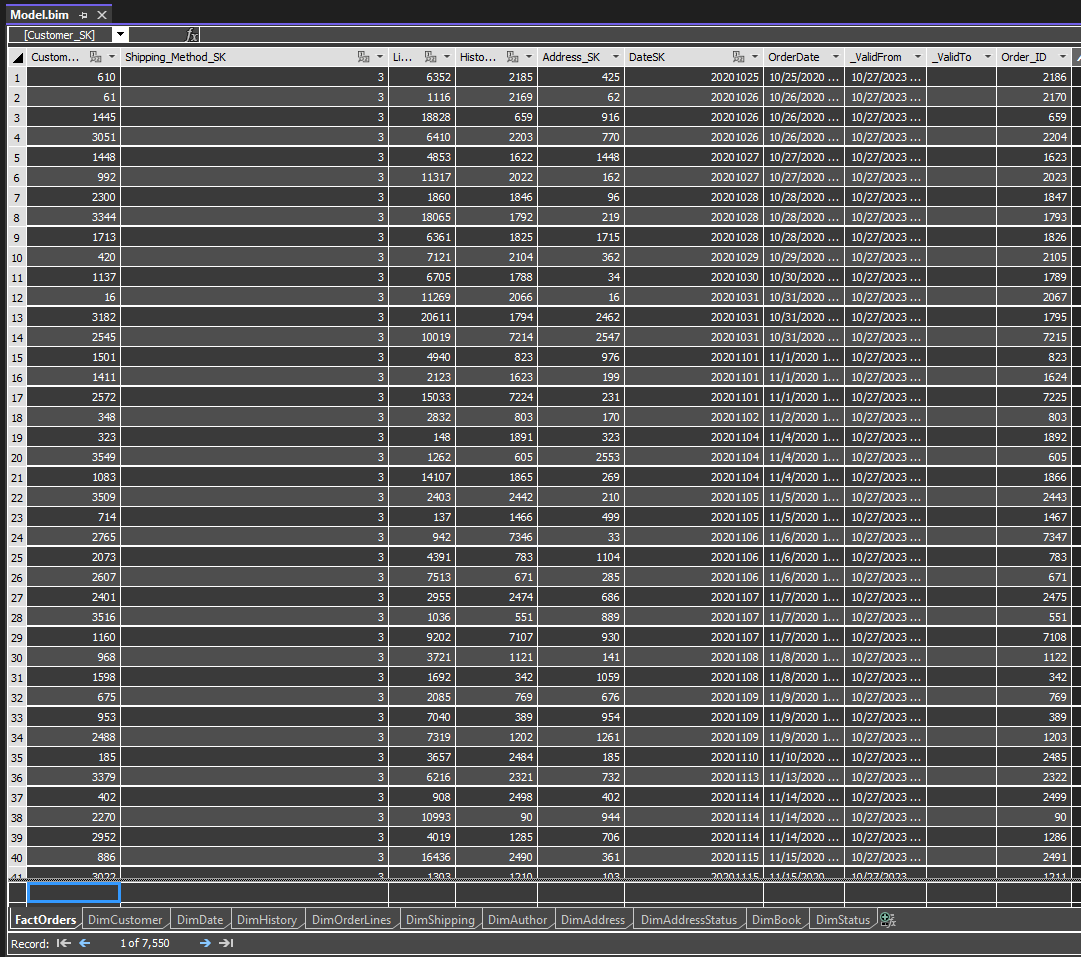 Model.bim
[Customer_SK] fx
Custom... Shipping_Method_SK Li... Histo... Address_SK DateSK OrderDate _ValidFrom _ValidTo Order_ID
1 610 3 6352 2185 425 20201025 10/25/2020 ... 10/27/2023 ... 2186
2 61 3 1116 2169 62 20201026 10/26/2020 ... 10/27/2023 ... 2170
3 1445 3 18828 659 916 20201026 10/26/2020 ... 10/27/2023 ... 659
4 3051 3 6410 2203 770 20201026 10/26/2020 ... 10/27/2023 ... 2204
5 1448 3 4853 1622 1448 20201027 10/27/2020 ... 10/27/2023 ... 1623
6 992 3 11317 2022 162 20201027 10/27/2020 ... 10/27/2023 ... 2023
7 2300 3 1860 1846 96 20201028 10/28/2020 ... 10/27/2023 ... 1847
8 3344 3 18065 1792 219 20201028 10/28/2020 ... 10/27/2023 ... 1793
9 1713 3 6361 1825 1715 20201028 10/28/2020 ... 10/27/2023 ... 1826
10 420 3 7121 2104 362 20201029 10/29/2020 ... 10/27/2023 ... 2105
11 1137 3 6705 1788 34 20201030 10/30/2020 ... 10/27/2023 ... 1789
12 16 3 11269 2066 16 20201031 10/31/2020 ... 10/27/2023 ... 2067
13 3182 3 20611 1794 2462 20201031 10/31/2020 ... 10/27/2023 ... 1795
14 2545 3 10019 7214 2547 20201031 10/31/2020 ... 10/27/2023 ... 7215
15 1501 3 4940 823 976 20201101 11/1/2020 1... 10/27/2023 ... 823
16 1411 3 2123 1623 199 20201101 11/1/2020 1... 10/27/2023 ... 1624
17 2572 3 15033 7224 231 20201101 11/1/2020 1... 10/27/2023 ... 7225
18 348 3 2832 803 170 20201102 11/2/2020 1... 10/27/2023 ... 803
19 323 3 148 1891 323 20201104 11/4/2020 1... 10/27/2023 ... 1892
20 3549 3 1262 605 2553 20201104 11/4/2020 1... 10/27/2023 ... 605
21 1083 3 14107 1865 269 20201104 11/4/2020 1... 10/27/2023 ... 1866
22 3509 3 2403 2442 210 20201105 11/5/2020 1... 10/27/2023 ... 2443
23 714 3 137 1466 499 20201105 11/5/2020 1... 10/27/2023 ... 1467
24 2765 3 942 7346 33 20201106 11/6/2020 1... 10/27/2023 ... 7347
25 2073 3 4391 783 1104 20201106 11/6/2020 1... 10/27/2023 ... 783
26 2607 3 7513 671 285 20201106 11/6/2020 1... 10/27/2023 ... 671
27 2401 3 2955 2474 686 20201107 11/7/2020 1... 10/27/2023 ... 2475
28 3516 3 1036 551 889 20201107 11/7/2020 1... 10/27/2023 ... 551
29 1160 3 9202 7107 930 20201107 11/7/2020 1... 10/27/2023 ... 7108
30 968 3 3721 1121 141 20201108 11/8/2020 1... 10/27/2023 ... 1122
31 1598 3 1692 342 1059 20201108 11/8/2020 1... 10/27/2023 ... 342
32 675 3 2085 769 676 20201109 11/9/2020 1... 10/27/2023 ... 769
33 953 3 7040 389 954 20201109 11/9/2020 1... 10/27/2023 ... 389
34 2488 3 7319 1202 1261 20201109 11/9/2020 1... 10/27/2023 ... 1203
35 185 3 3657 2484 185 20201110 11/10/2020 ... 10/27/2023 ... 2485
36 3379 3 6216 2321 732 20201113 11/13/2020 ... 10/27/2023 ... 2322
37 402 3 908 2498 402 20201114 11/14/2020 ... 10/27/2023 ... 2499
38 2270 3 10993 90 944 20201114 11/14/2020 ... 10/27/2023 ... 90
39 2952 3 4019 1285 706 20201114 11/14/2020 ... 10/27/2023 ... 1286
40 886 3 16436 2490 361 20201115 11/15/2020 ... 10/27/2023 ... 2491
41 3022 3 1303 1210 103 20201115 11/15/2020 10/27/2023 1211
FactOrders DimCustomer DimDate DimHistory DimOrderLines DimShipping DimAuthor DimAddress DimAddressStatus DimBook DimStatus
Record: 1 of 7,550